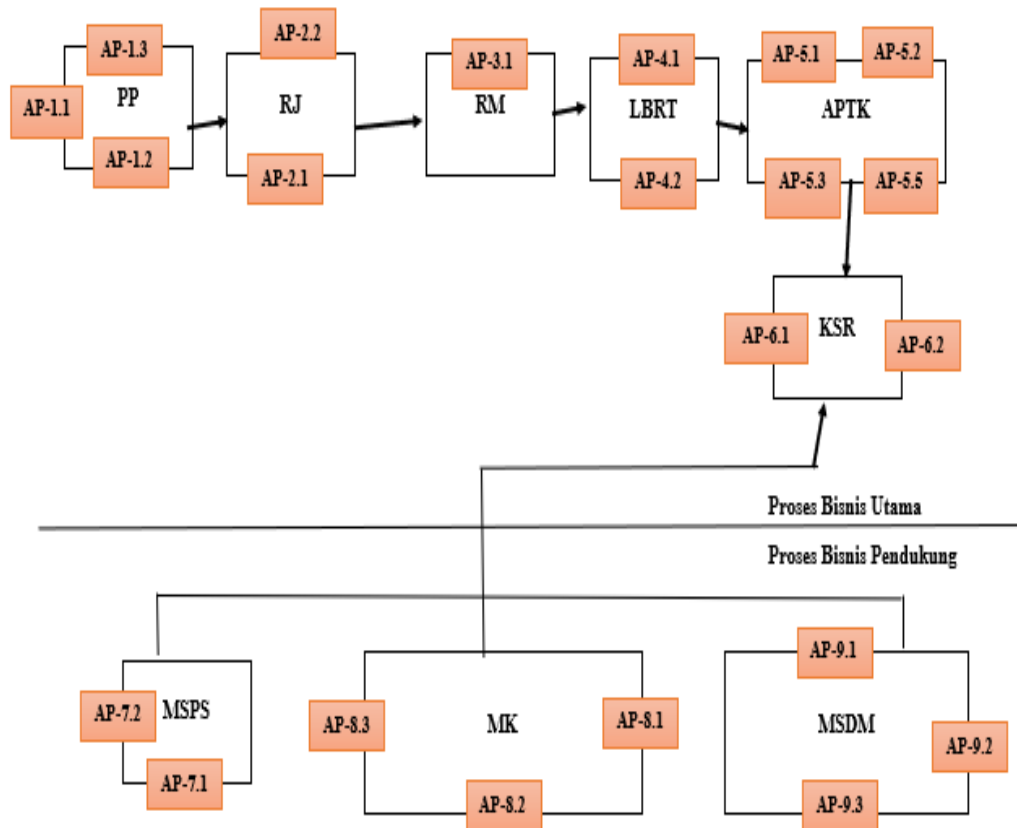 AP-1.3
AP-1.1
PP
AP-1.2
AP-2.2
RJ
AP-2.1
AP-3.1
RM
AP-4.1
LBRT
AP-4.2
AP-5.1
AP-5.2
APTK
AP-5.3
AP-5.5
KSR
AP-6.1
AP-6.2
Proses Bisnis Utama
Proses Bisnis Pendukung
MSPS
AP-7.2
AP-7.1
AP-8.3
MK
AP-8.1
AP-8.2
AP-9.1
MSDM
AP-9.2
AP-9.3